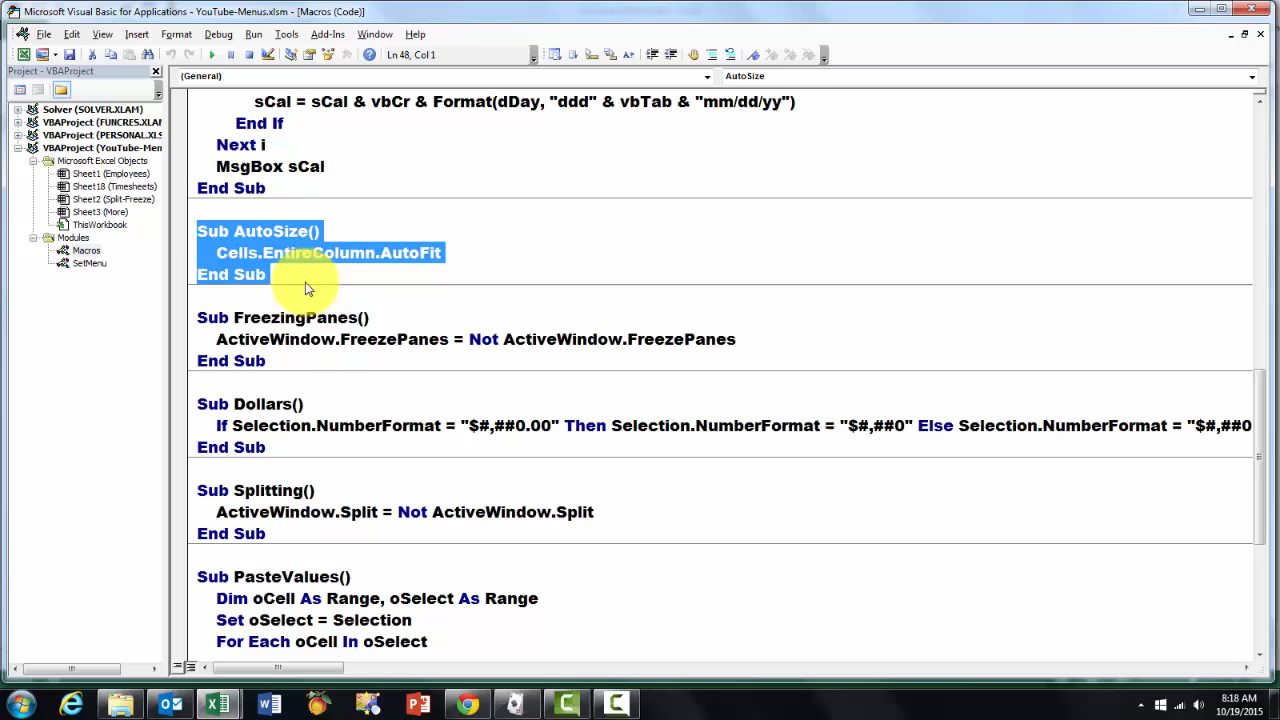 Microsoft Visual Basic for Applications - YouTube-Menus.xlsm - [Macros (Code)]
File Edit View Insert Format Debug Run Tools Add-Ins Window Help
Ln 48, Col 1
Project - VBAProject
(General)
AutoSize
Solver (SOLVER.XLAM)
VBAProject (FUNCRES.XLAM
VBAProject (PERSONAL.XLS
VBAProject (YouTube-Men
Microsoft Excel Objects
Sheet1 (Employees)
Sheet18 (Timesheets)
Sheet2 (Split-Freeze)
Sheet3 (More)
ThisWorkbook
Modules
Macros
SetMenu
sCal = sCal & vbCr & Format(dDay, "ddd" & vbTab & "mm/dd/yy")
End If
Next i
MsgBox sCal
End Sub
Sub AutoSize()
Cells.EntireColumn.AutoFit
End Sub
Sub FreezingPanes()
ActiveWindow.FreezePanes = Not ActiveWindow.FreezePanes
End Sub
Sub Dollars()
If Selection.NumberFormat = "$#,##0.00" Then Selection.NumberFormat = "$#,##0" Else Selection.NumberFormat = "$#,##0
End Sub
Sub Splitting()
ActiveWindow.Split = Not ActiveWindow.Split
End Sub
Sub PasteValues()
Dim oCell As Range, oSelect As Range
Set oSelect = Selection
For Each oCell In oSelect
8:18 AM
10/19/2015